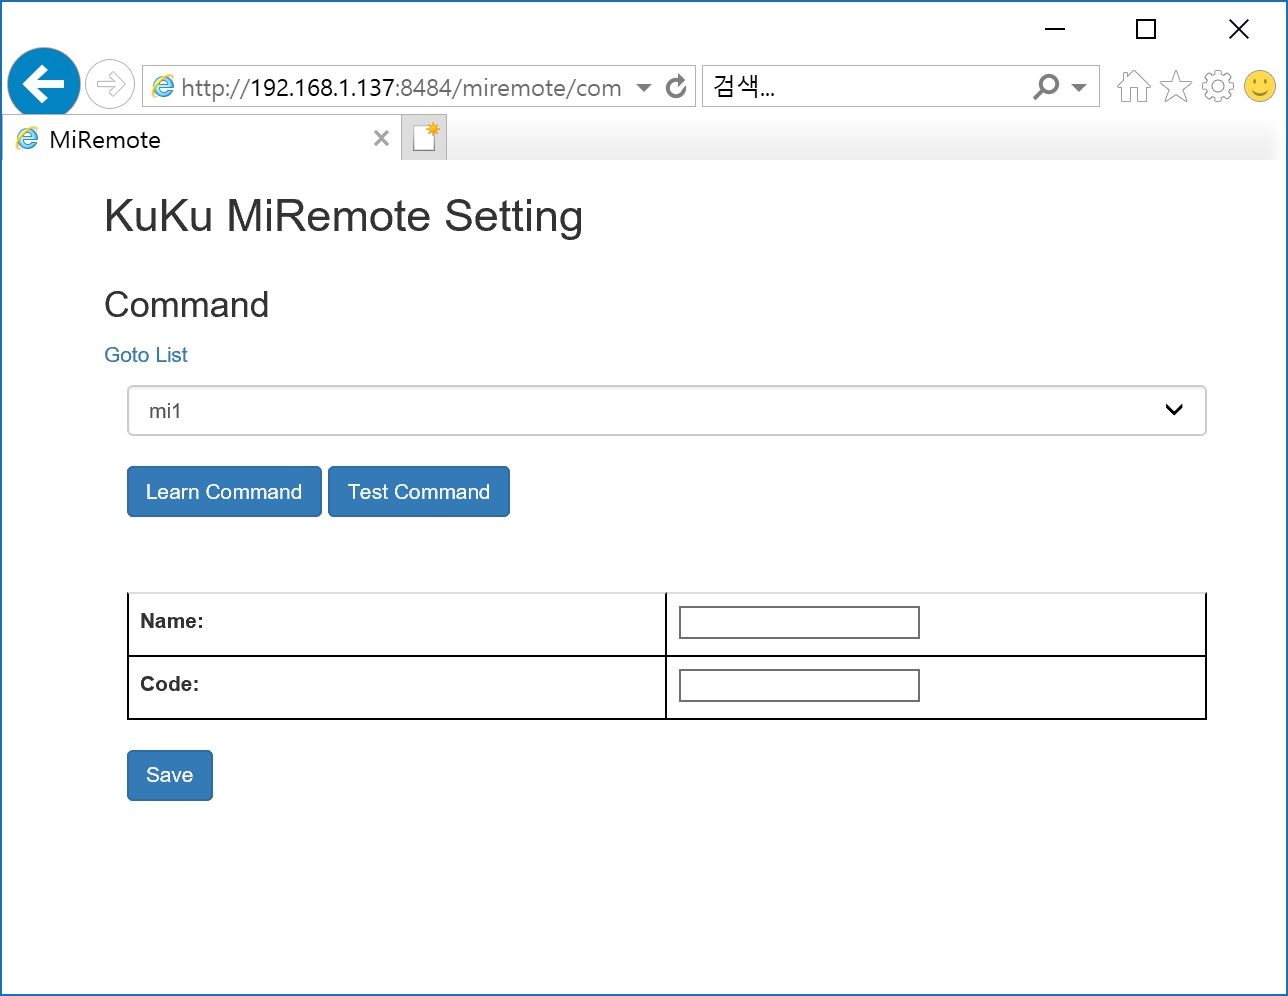 http://192.168.1.137:8484/miremote/com
검색...
MiRemote
KuKu MiRemote Setting
Command
Goto List
mi1
Learn Command Test Command
Name:
Code:
Save